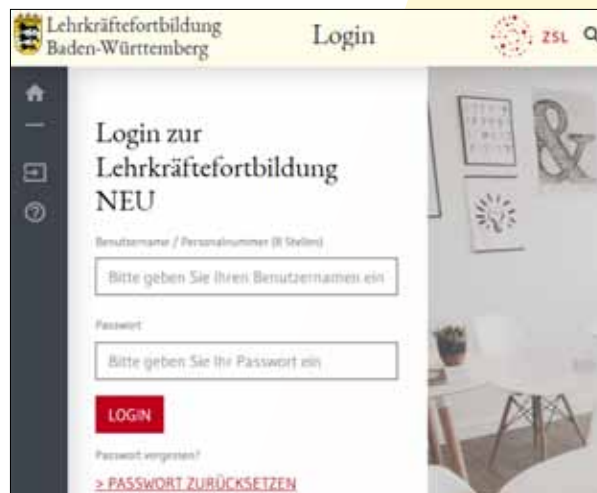 Lehrkräftefortbildung
Baden-Württemberg
Login
ZSL
Login zur
Lehrkräftefortbildung
NEU
Benutzername / Personalnummer (8 Stellen)
Bitte geben Sie Ihren Benutzernamen ein
Passwort
Bitte geben Sie Ihr Passwort ein
LOGIN
Passwort vergessen?
> PASSWORT ZURÜCKSETZEN
&